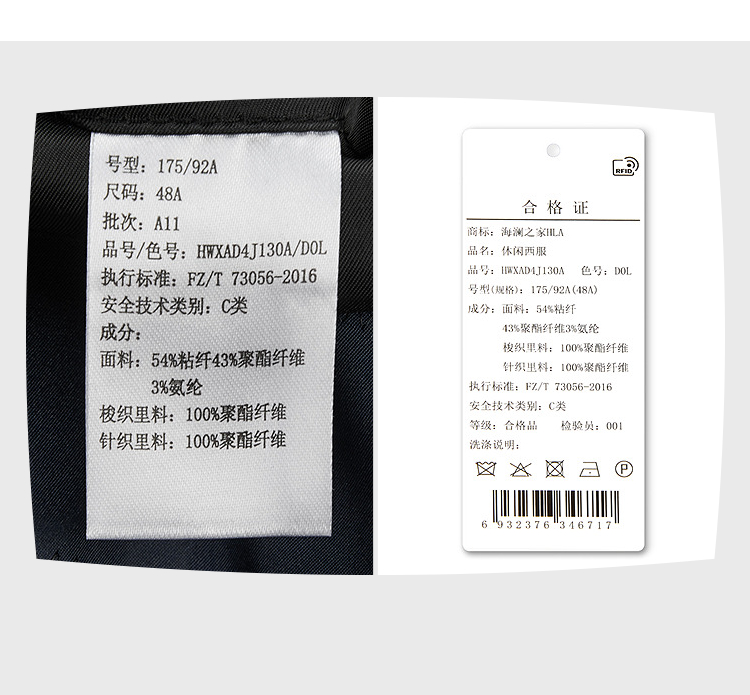 号型：175/92A
尺码：48A
批次：A11
品号/色号：HWXAD4J130A/D0L
执行标准：FZ/T 73056-2016
安全技术类别：C类
成分：
面料：54%粘纤43%聚酯纤维
3%氨纶
梭织里料：100%聚酯纤维
针织里料：100%聚酯纤维
RFID
合格证
商标：海澜之家HLA
品名：休闲西服
品号：HWXAD4J130A 色号：D0L
号型(规格)：175/92A(48A)
成分：面料：54%粘纤
43%聚酯纤维3%氨纶
梭织里料：100%聚酯纤维
针织里料：100%聚酯纤维
执行标准：FZ/T 73056-2016
安全技术类别：C类
等级：合格品 检验员：001
洗涤说明：
P
6 932376 346717